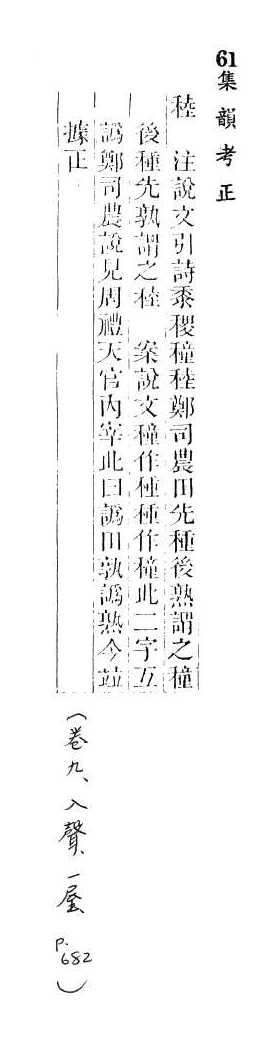 61 集韻考正
稑　注說文引詩黍稷穜稑鄭司農田先種後熟謂之穜
後種先孰謂之稑　案說文穜作種種作穜此二字互
譌鄭司農說見周禮天官內宰此曰譌田孰譌熟今竝
據正
(卷九、入聲、一屋 p.682)